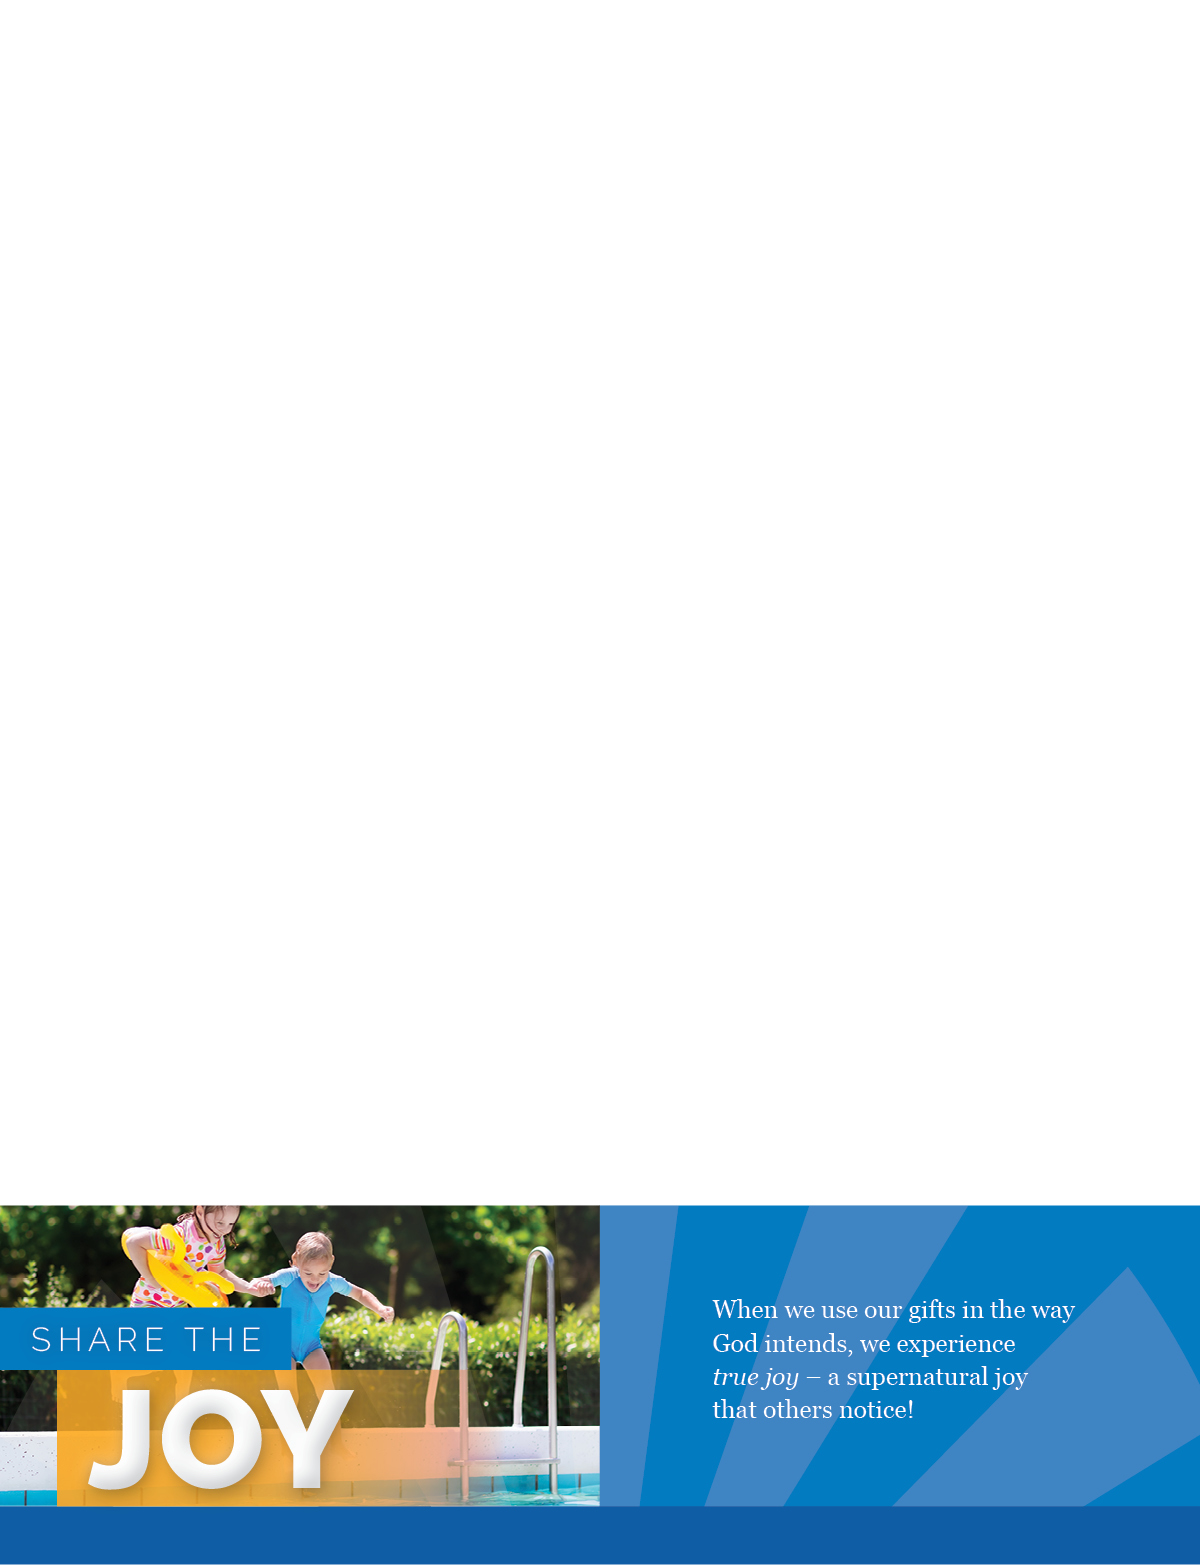 SHARE THE
JOY
When we use our gifts in the way
God intends, we experience
true joy – a supernatural joy
that others notice!